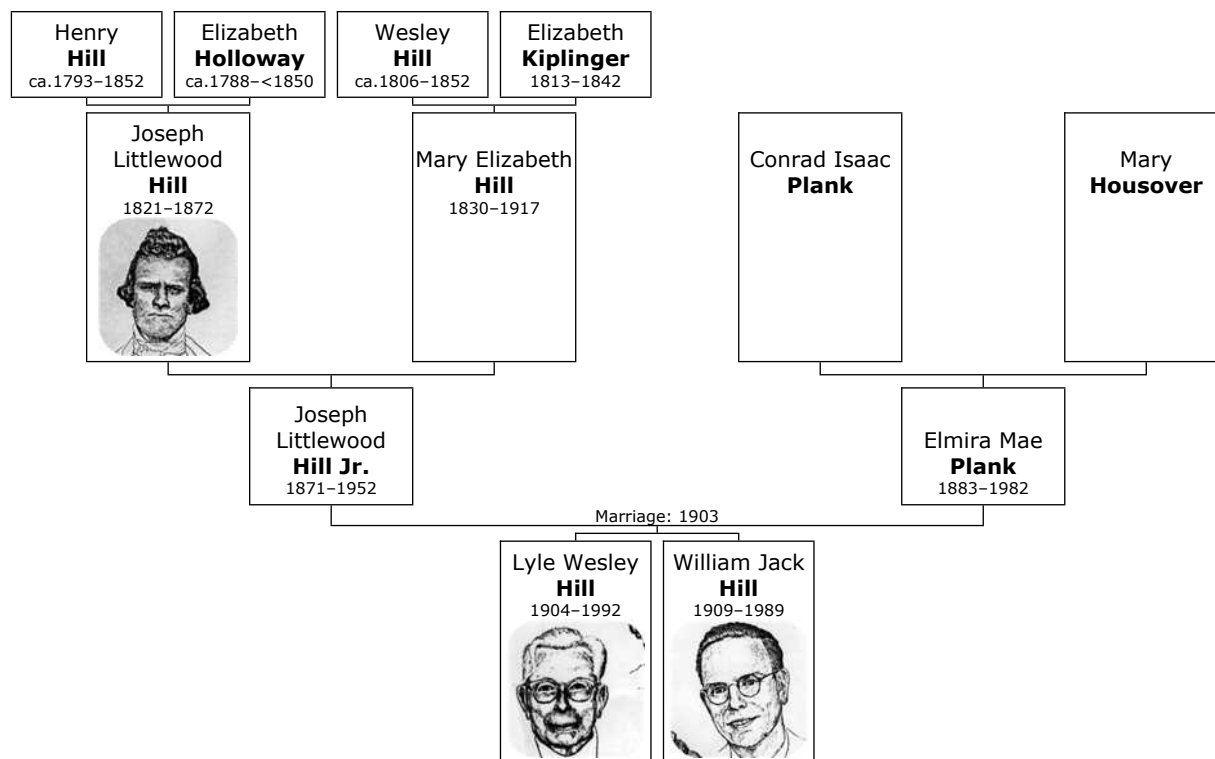 Henry
Hill
ca.1793–1852
Elizabeth
Holloway
ca.1788–<1850
Wesley
Hill
ca.1806–1852
Elizabeth
Kiplinger
1813–1842
Joseph
Littlewood
Hill
1821–1872
Mary Elizabeth
Hill
1830–1917
Conrad Isaac
Plank
Mary
Housover
Joseph
Littlewood
Hill Jr.
1871–1952
Elmira Mae
Plank
1883–1982
Marriage: 1903
Lyle Wesley
Hill
1904–1992
William Jack
Hill
1909–1989